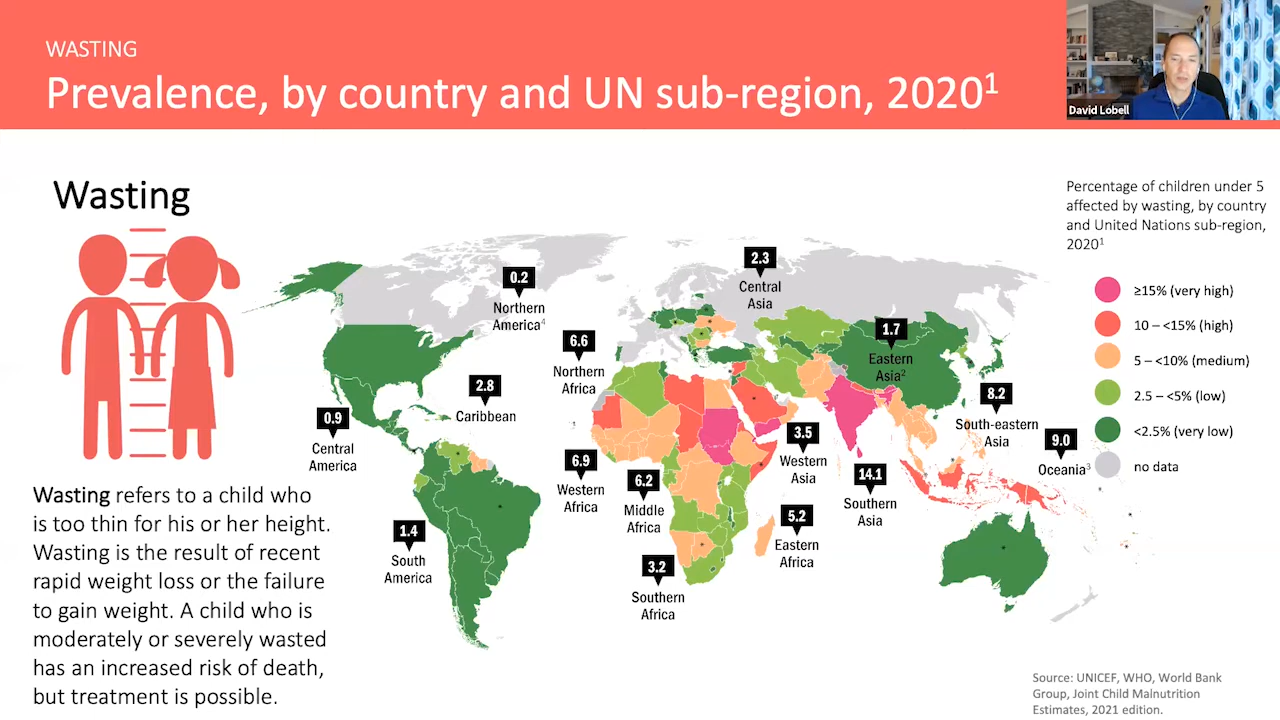 WASTING
Prevalence, by country and UN sub-region, 2020¹
David Lobell
Wasting
Wasting refers to a child who
is too thin for his or her height.
Wasting is the result of recent
rapid weight loss or the failure
to gain weight. A child who is
moderately or severely wasted
has an increased risk of death,
but treatment is possible.
0.2
Northern
America⁴
2.3
Central
Asia
1.7
Eastern
Asia²
6.6
Northern
Africa
2.8
Caribbean
0.9
Central
America
8.2
South-eastern
Asia
9.0
Oceania³
3.5
Western
Asia
14.1
Southern
Asia
6.9
Western
Africa
6.2
Middle
Africa
5.2
Eastern
Africa
1.4
South
America
3.2
Southern
Africa
1
Percentage of children under 5
affected by wasting, by country
and United Nations sub-region,
2020¹
≥15% (very high)
10 – <15% (high)
5 – <10% (medium)
2.5 – <5% (low)
<2.5% (very low)
no data
Source: UNICEF, WHO, World Bank
Group, Joint Child Malnutrition
Estimates, 2021 edition.